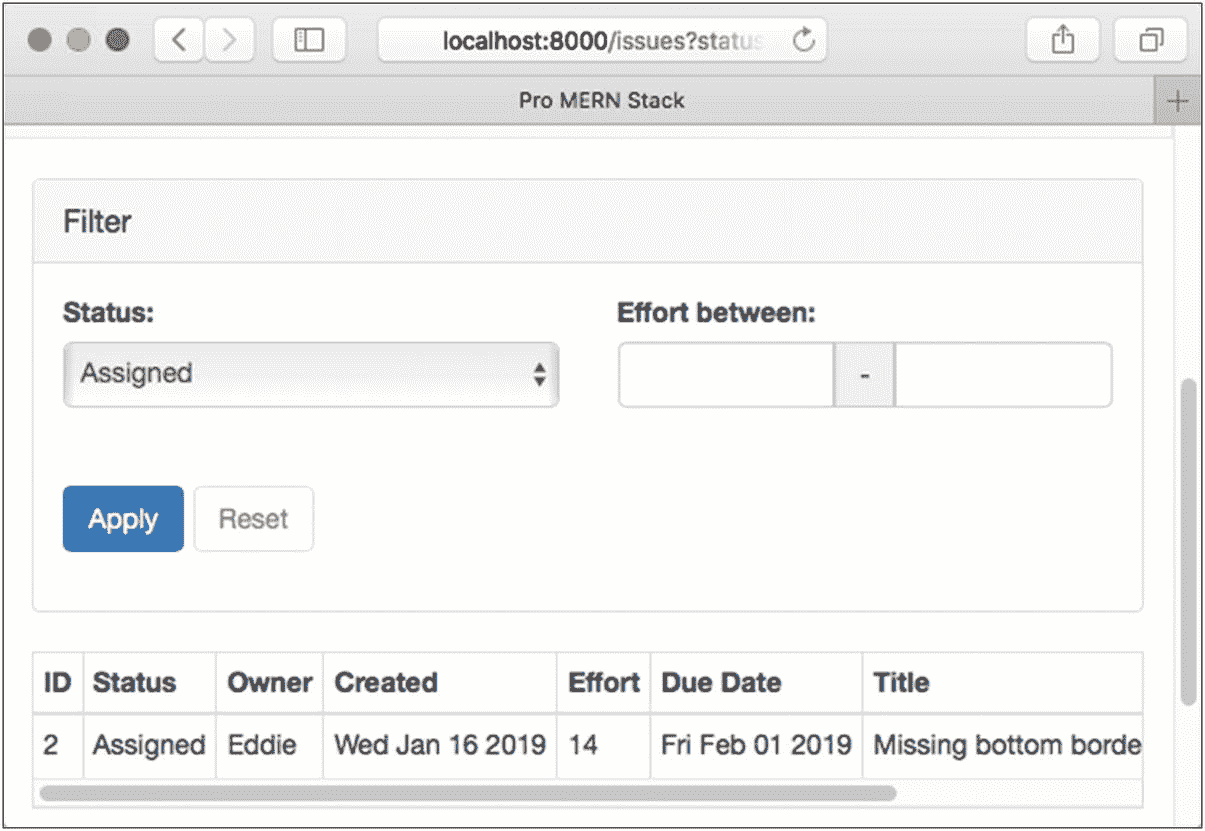 localhost:8000/issues?status
Pro MERN Stack
Filter
Status: Effort between:
Assigned -
Apply Reset
ID Status Owner Created Effort Due Date Title
2 Assigned Eddie Wed Jan 16 2019 14 Fri Feb 01 2019 Missing bottom borde